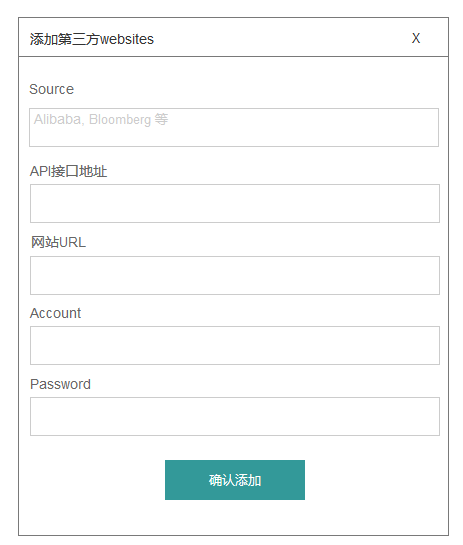 添加第三方websites
X
Source
Alibaba, Bloomberg 等
API接口地址
网站URL
Account
Password
确认添加